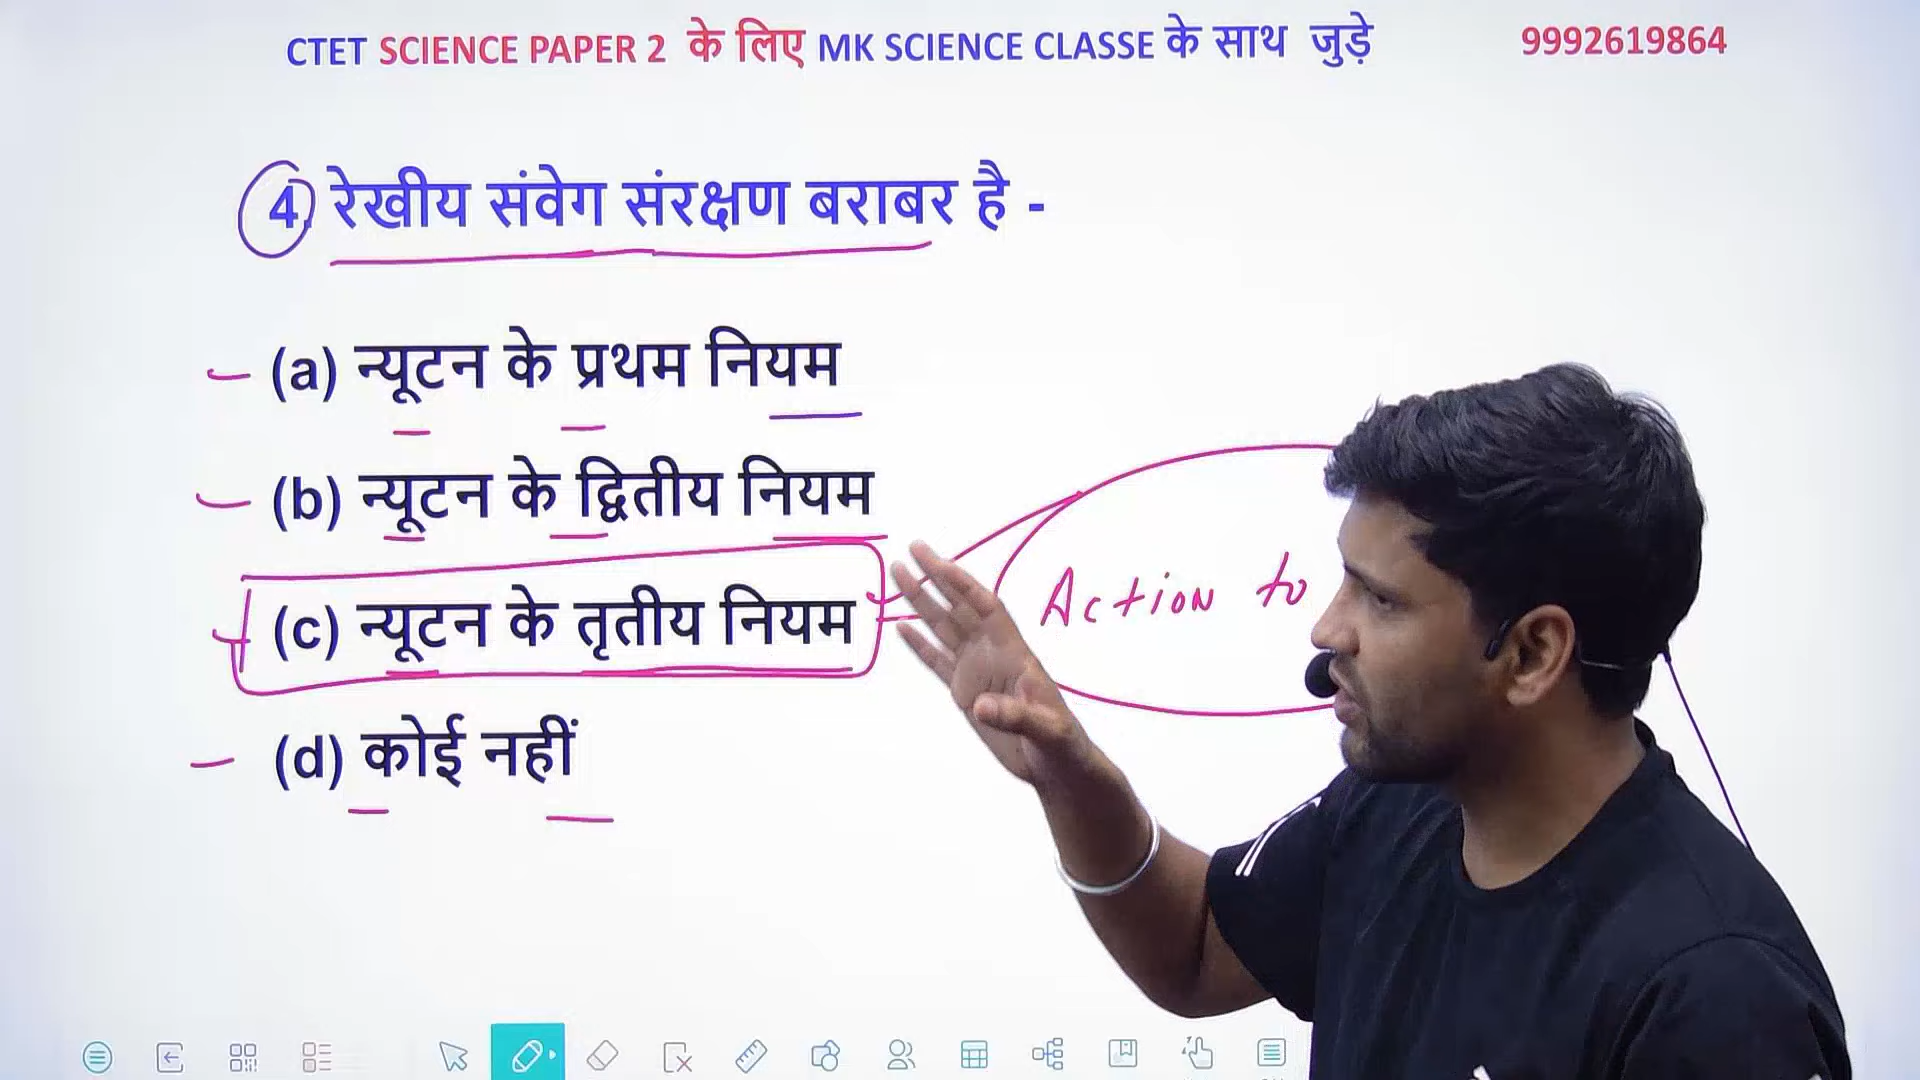 CTET SCIENCE PAPER 2 के लिए MK SCIENCE CLASSE के साथ जुड़े 9992619864
4. रेखीय संवेग संरक्षण बराबर है -
(a) न्यूटन के प्रथम नियम
(b) न्यूटन के द्वितीय नियम
(c) न्यूटन के तृतीय नियम
Action to
(d) कोई नहीं